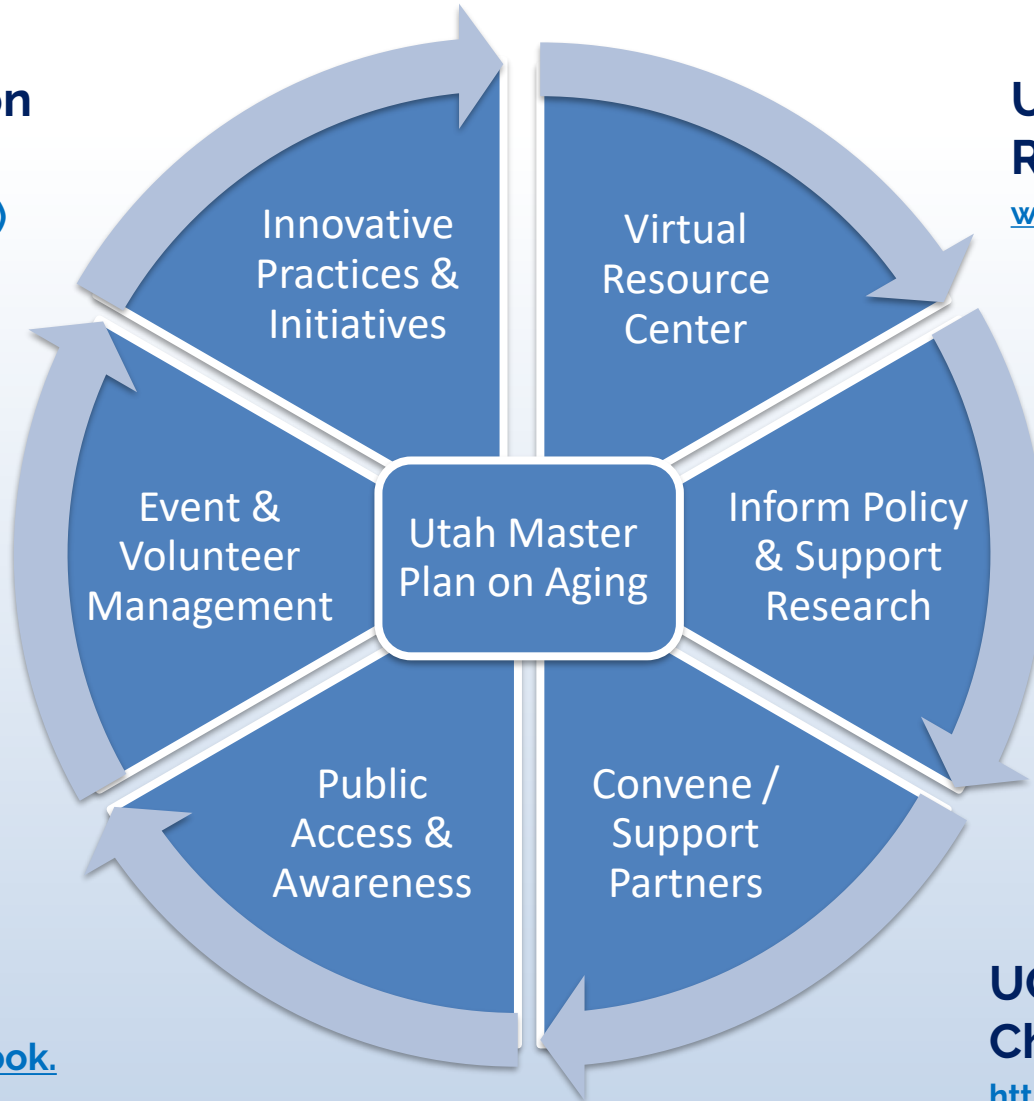 Innovative
Practices &
Initiatives
Virtual
Resource
Center
Event &
Volunteer
Management
Utah Master
Plan on Aging
Inform Policy
& Support
Research
Public
Access &
Awareness
Convene /
Support
Partners